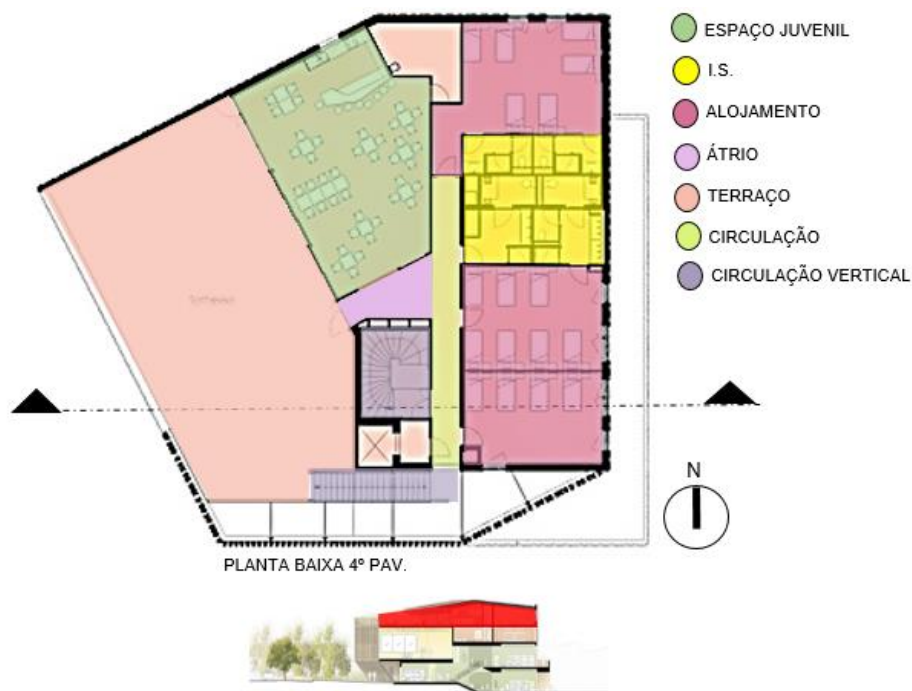 ESPAÇO JUVENIL
I.S.
ALOJAMENTO
ÁTRIO
TERRAÇO
CIRCULAÇÃO
CIRCULAÇÃO VERTICAL
N
PLANTA BAIXA 4º PAV.